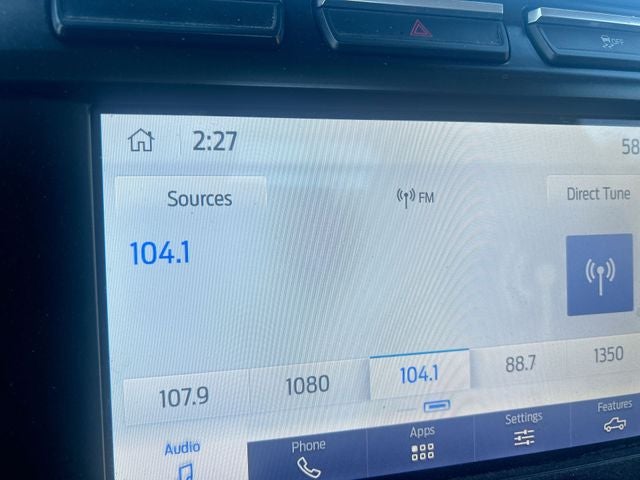 OFF
2:27
58
Sources
FM
Direct Tune
104.1
107.9
1080
104.1
88.7
1350
Audio
Phone
Apps
Settings
Features